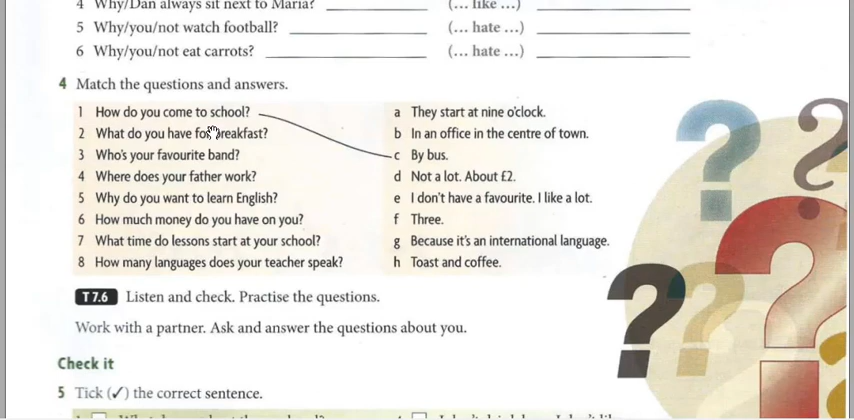 4 Why/Dan always sit next to Maria? (… like …)
5 Why/you/not watch football? (… hate …)
6 Why/you/not eat carrots? (… hate …)
4 Match the questions and answers.
1 How do you come to school?
2 What do you have for breakfast?
3 Who's your favourite band?
4 Where does your father work?
5 Why do you want to learn English?
6 How much money do you have on you?
7 What time do lessons start at your school?
8 How many languages does your teacher speak?
a They start at nine o'clock.
b In an office in the centre of town.
c By bus.
d Not a lot. About £2.
e I don't have a favourite. I like a lot.
f Three.
g Because it's an international language.
h Toast and coffee.
T 7.6 Listen and check. Practise the questions.
Work with a partner. Ask and answer the questions about you.
Check it
5 Tick (✓) the correct sentence.